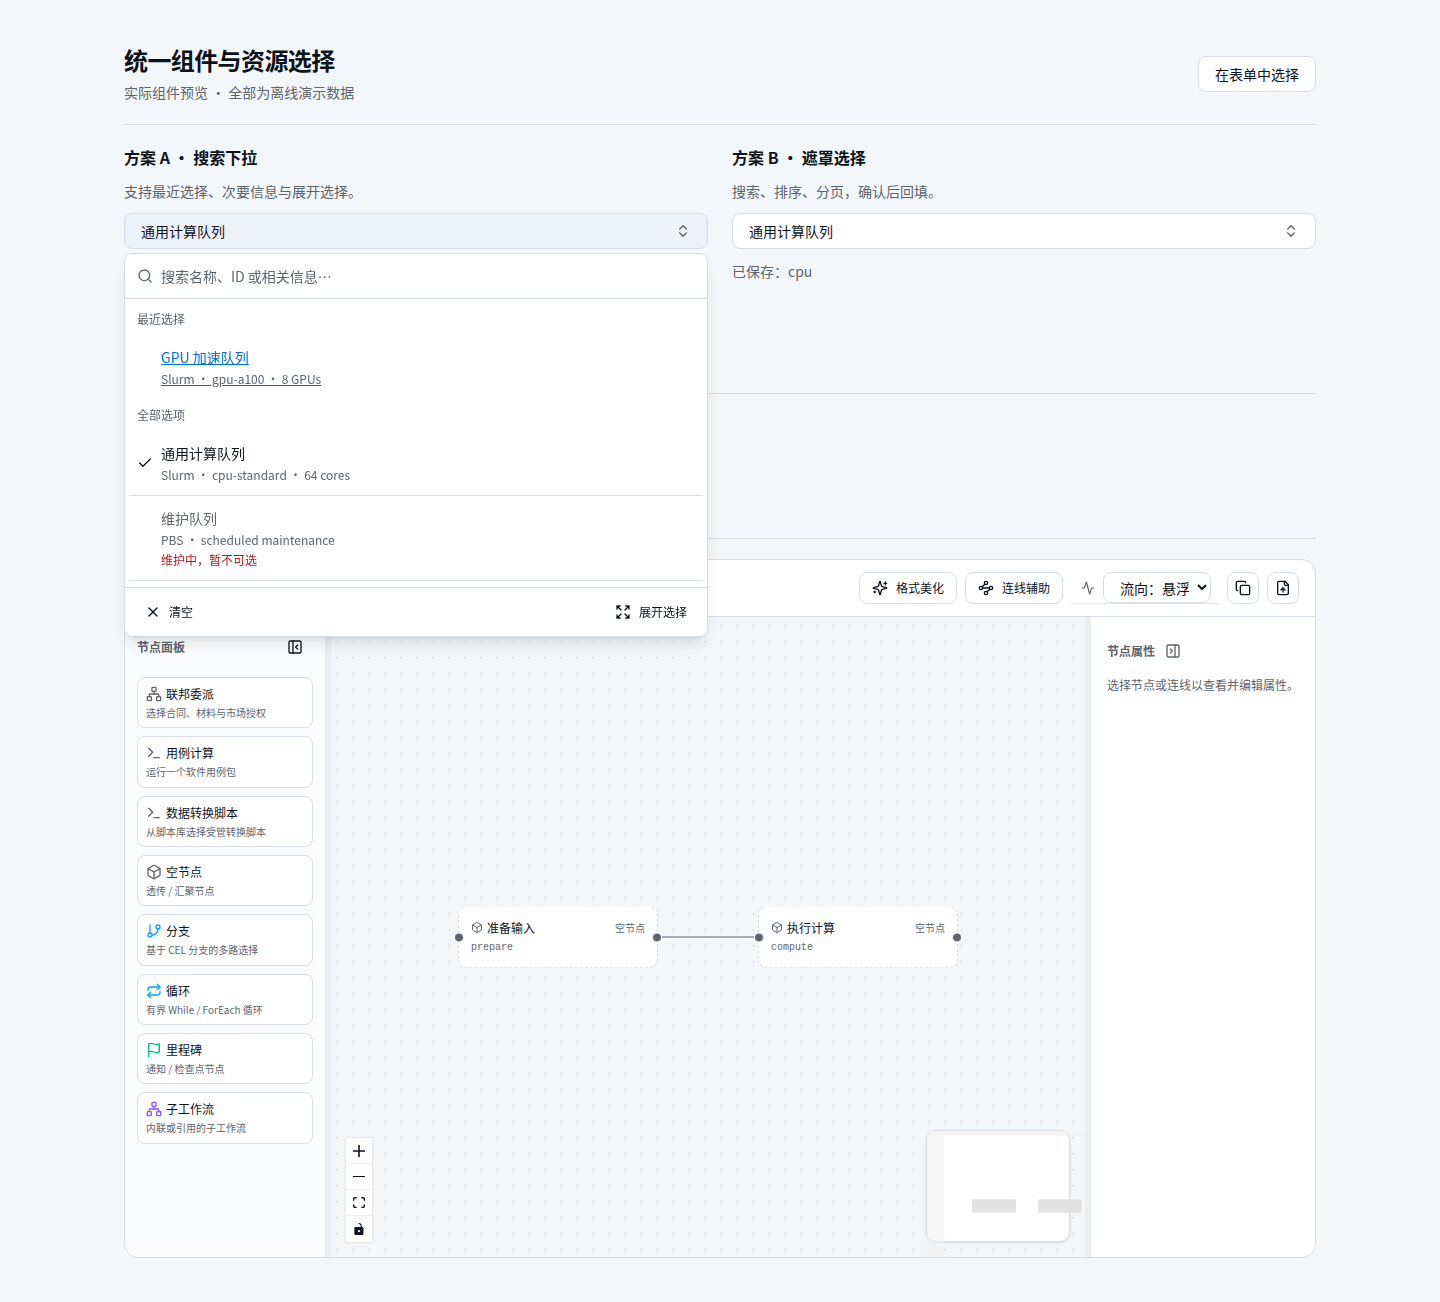 统一组件与资源选择
实际组件预览 · 全部为离线演示数据
在表单中选择
方案 A · 搜索下拉
支持最近选择、次要信息与展开选择。
通用计算队列
搜索名称、ID 或相关信息…
最近选择
GPU 加速队列
Slurm · gpu-a100 · 8 GPUs
全部选项
通用计算队列
Slurm · cpu-standard · 64 cores
维护队列
PBS · scheduled maintenance
维护中，暂不可选
清空
展开选择
方案 B · 遮罩选择
搜索、排序、分页，确认后回填。
通用计算队列
已保存：cpu
格式美化
连线辅助
流向：悬浮
节点面板
联邦委派
选择合同、材料与市场授权
用例计算
运行一个软件用例包
数据转换脚本
从脚本库选择受管转换脚本
空节点
透传 / 汇聚节点
分支
基于 CEL 分支的多路选择
循环
有界 While / ForEach 循环
里程碑
通知 / 检查点节点
子工作流
内联或引用的子工作流
准备输入
空节点
prepare
执行计算
空节点
compute
节点属性
选择节点或连线以查看并编辑属性。